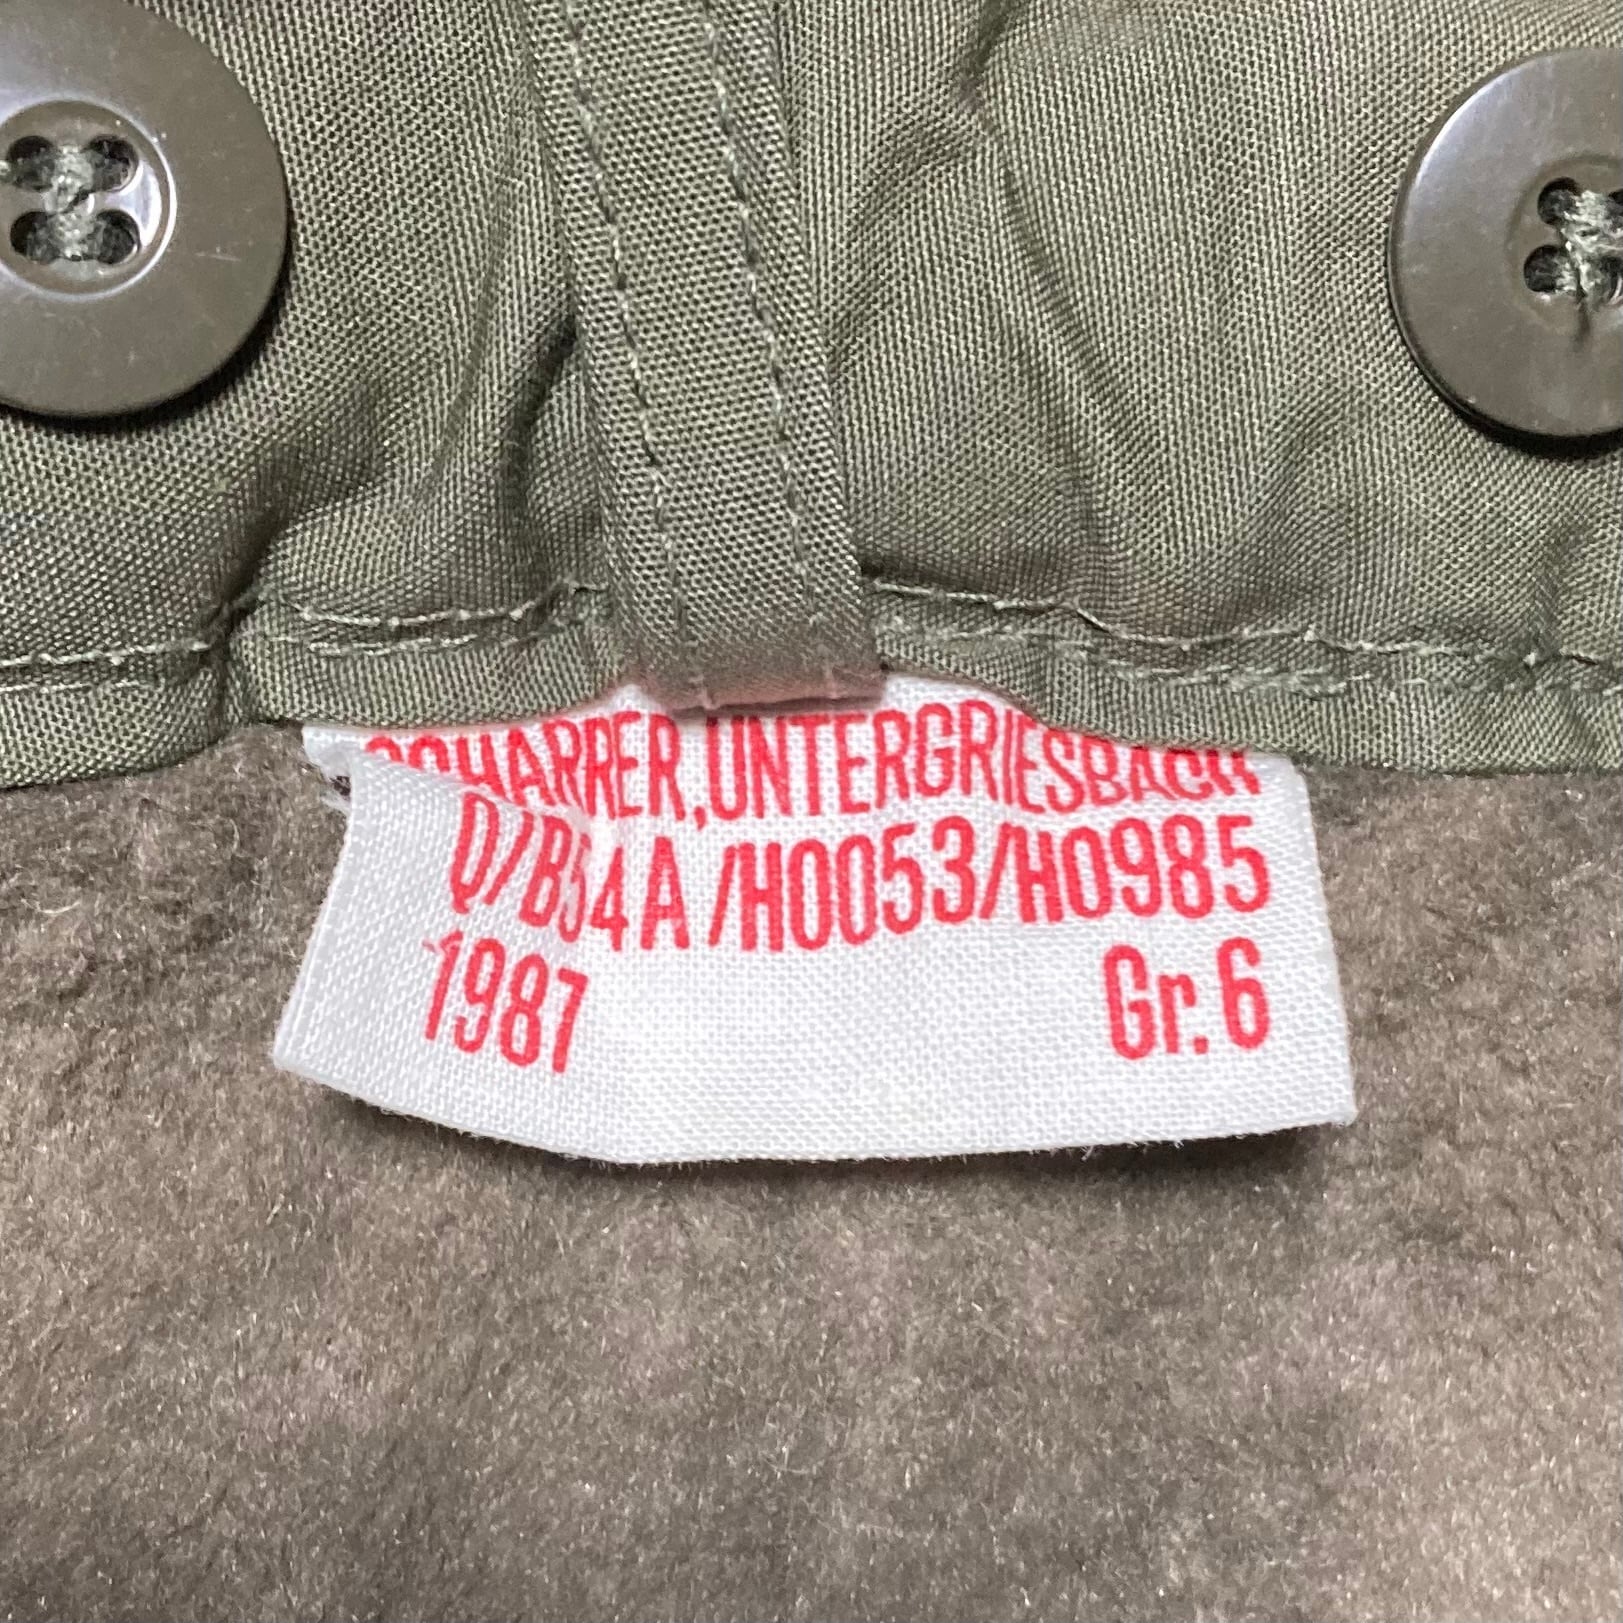 SCHARRER,UNTERGRIESBACH
Q/B54A/H0053/H0985
1987 Gr.6